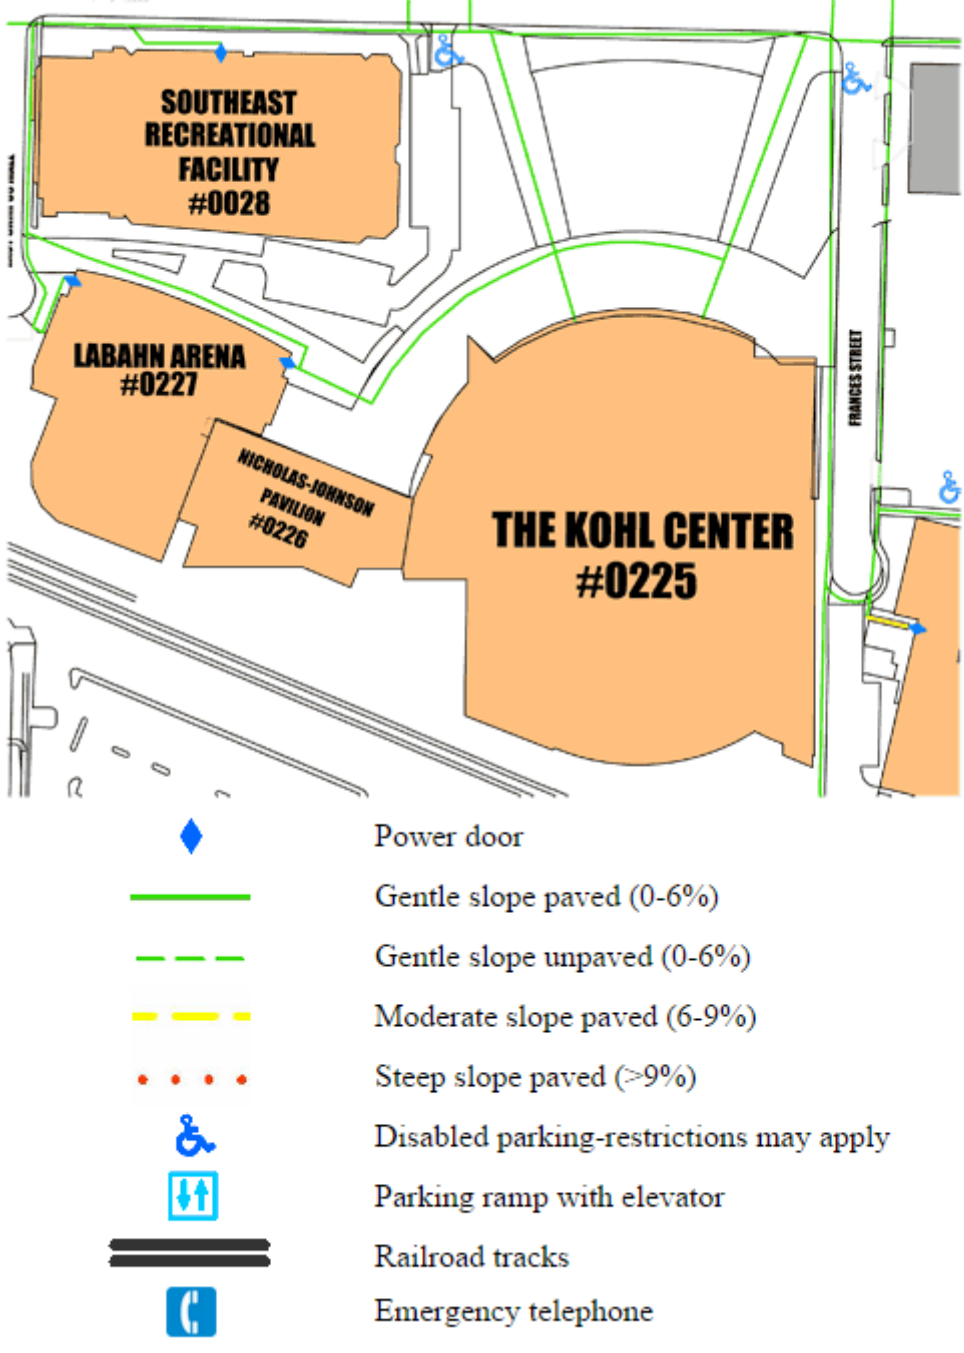 SOUTHEAST
RECREATIONAL
FACILITY
#0028
LABAHN ARENA
#0227
NICHOLAS-JOHNSON
PAVILION
#0226
THE KOHL CENTER
#0225
FRANCES STREET
Power door
Gentle slope paved (0-6%)
Gentle slope unpaved (0-6%)
Moderate slope paved (6-9%)
Steep slope paved (>9%)
Disabled parking-restrictions may apply
Parking ramp with elevator
Railroad tracks
Emergency telephone